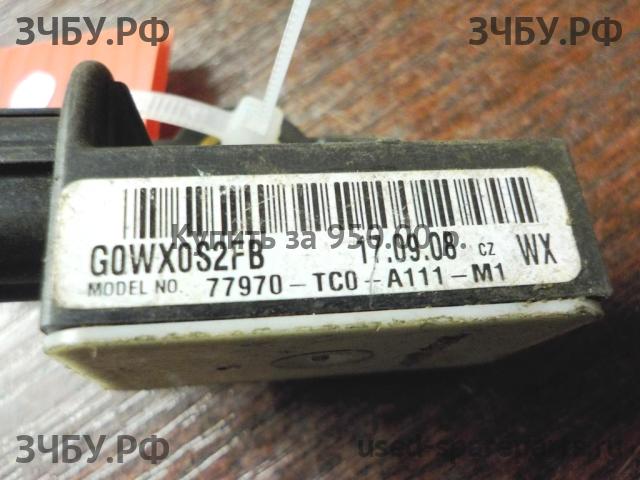 ЗЧБУ.РФ ЗЧБУ.РФ
Купить за 950.00 р.
G0WX0S2FB 17.09.08 CZ WX
MODEL NO. 77970-TC0-A111-M1
ЗЧБУ.РФ used-spareparts.ru